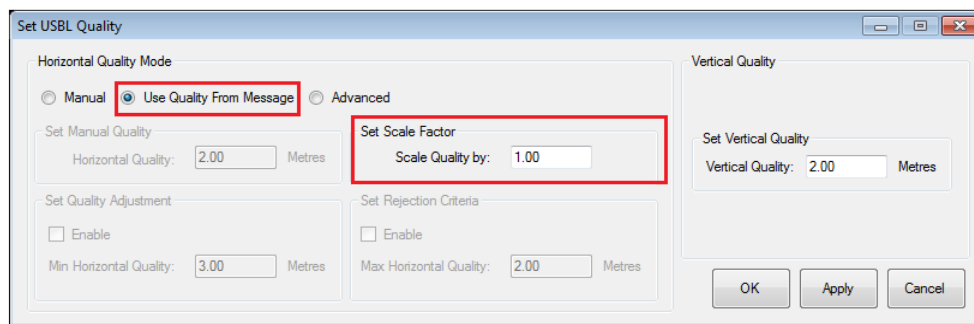 Set USBL Quality
Horizontal Quality Mode
Manual Use Quality From Message Advanced
Set Manual Quality
Horizontal Quality: 2.00 Metres
Set Scale Factor
Scale Quality by: 1.00
Set Quality Adjustment
Enable
Min Horizontal Quality: 3.00 Metres
Set Rejection Criteria
Enable
Max Horizontal Quality: 2.00 Metres
Vertical Quality
Set Vertical Quality
Vertical Quality: 2.00 Metres
OK Apply Cancel